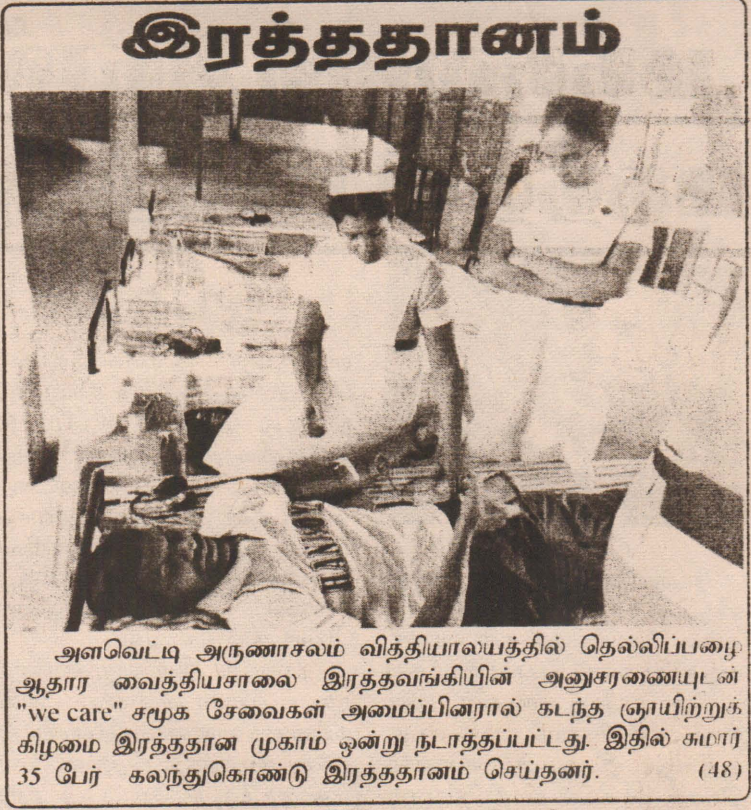 இரத்ததானம்
அளவெட்டி அருணாசலம் வித்தியாலயத்தில் தெல்லிப்பழை
ஆதார வைத்தியசாலை இரத்தவங்கியின் அனுசரணையுடன்
"we care" சமூக சேவைகள் அமைப்பினரால் கடந்த ஞாயிற்றுக்
கிழமை இரத்ததான முகாம் ஒன்று நடாத்தப்பட்டது. இதில் சுமார்
35 பேர் கலந்துகொண்டு இரத்ததானம் செய்தனர். (48)